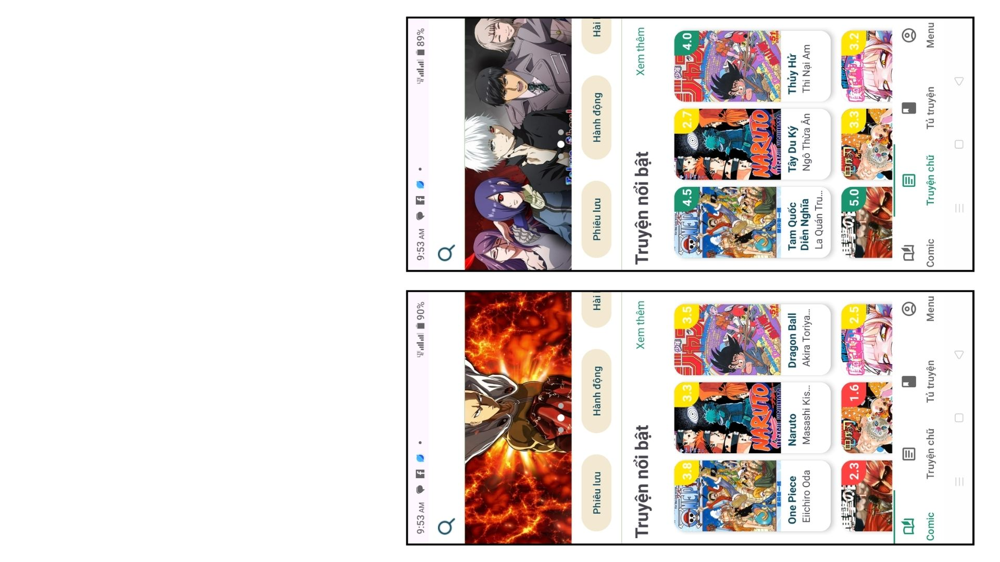 9:53 AM
90%
Phiêu lưu
Hành động
Hài
Truyện nổi bật
Xem thêm
3.8
3.3
3.5
NARUTO
One Piece
Naruto
Dragon Ball
Eiichiro Oda
Masashi Kis...
Akira Toriya...
2.3
1.6
2.5
Comic
Truyện chữ
Tủ truyện
Menu
9:53 AM
89%
Phiêu lưu
Hành động
Hài
Truyện nổi bật
Xem thêm
4.5
2.7
4.0
NARUTO
Tam Quốc
Diễn Nghĩa
Tây Du Ký
Thủy Hử
La Quán Tru...
Ngô Thừa Ân
Thi Nại Am
5.0
3.3
3.2
Comic
Truyện chữ
Tủ truyện
Menu